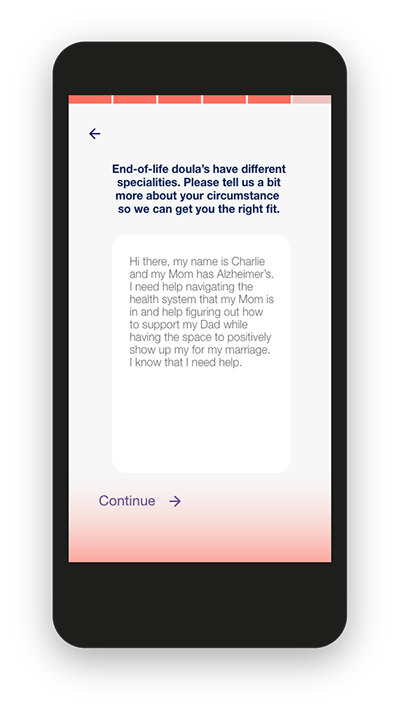 End-of-life doula's have different
specialities. Please tell us a bit
more about your circumstance
so we can get you the right fit.
Hi there, my name is Charlie
and my Mom has Alzheimer's.
I need help navigating the
health system that my Mom is
in and help figuring out how
to support my Dad while
having the space to positively
show up my for my marriage.
I know that I need help.
Continue